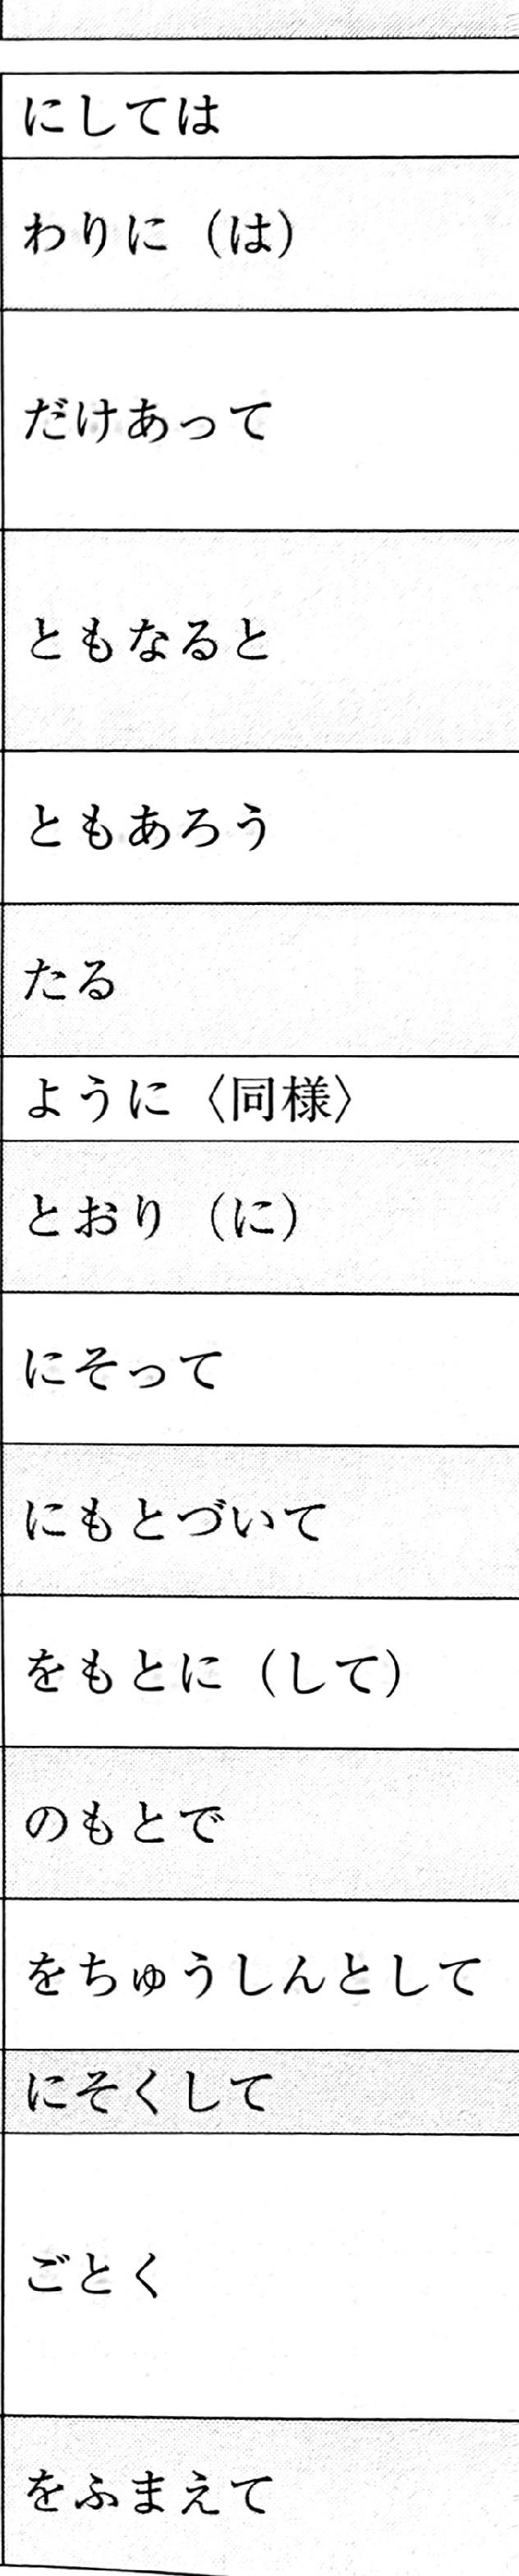 にしては
わりに（は）
だけあって
ともなると
ともあろう
たる
ように〈同様〉
とおり（に）
にそって
にもとづいて
をもとに（して）
のもとで
をちゅうしんとして
にそくして
ごとく
をふまえて